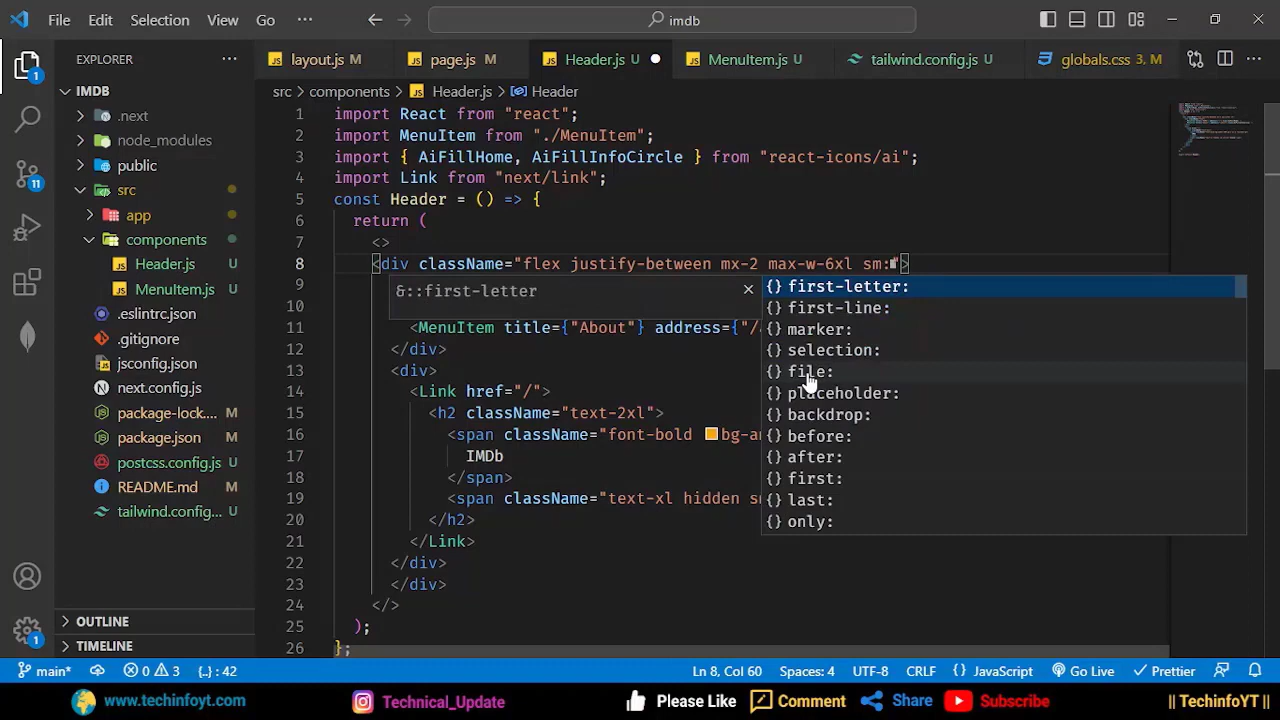 File Edit Selection View Go ··· imdb
EXPLORER ···
layout.js M page.js M Header.js U MenuItem.js U tailwind.config.js U globals.css 3, M ···
IMDB
.next
node_modules
public
src
app
components
Header.js U
MenuItem.js U
.eslintrc.json
.gitignore
jsconfig.json
next.config.js
package-lock.... M
package.json M
postcss.config.js U
README.md M
tailwind.config.... U
OUTLINE
TIMELINE
1
11
1
src > components > Header.js > Header
1 import React from "react";
2 import MenuItem from "./MenuItem";
3 import { AiFillHome, AiFillInfoCircle } from "react-icons/ai";
4 import Link from "next/link";
5 const Header = () => {
6 return (
7 <>
8 <div className="flex justify-between mx-2 max-w-6xl sm:">
9
10
11 <MenuItem title={"About"} address={"/
12 </div>
13 <div>
14 <Link href="/">
15 <h2 className="text-2xl">
16 <span className="font-bold bg-am
17 IMDb
18 </span>
19 <span className="text-xl hidden s
20 </h2>
21 </Link>
22 </div>
23 </div>
24 </>
25 );
26 };
&::first-letter
{} first-letter:
{} first-line:
{} marker:
{} selection:
{} file:
{} placeholder:
{} backdrop:
{} before:
{} after:
{} first:
{} last:
{} only:
main* 0 3 {..} : 42 Ln 8, Col 60 Spaces: 4 UTF-8 CRLF {} JavaScript Go Live Prettier
www.techinfoyt.com Technical_Update Please Like Comment Share Subscribe || TechinfoYT ||